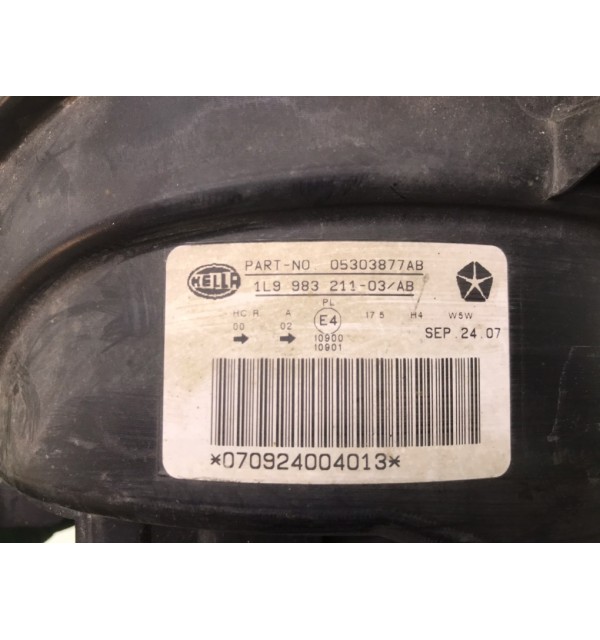 HELLA
PART-NO 05303877AB
1L9 983 211-03/AB
PL
HC R A E4 17 5 H4 W5W
00 02
10900
10901
SEP.24.07
*070924004013*